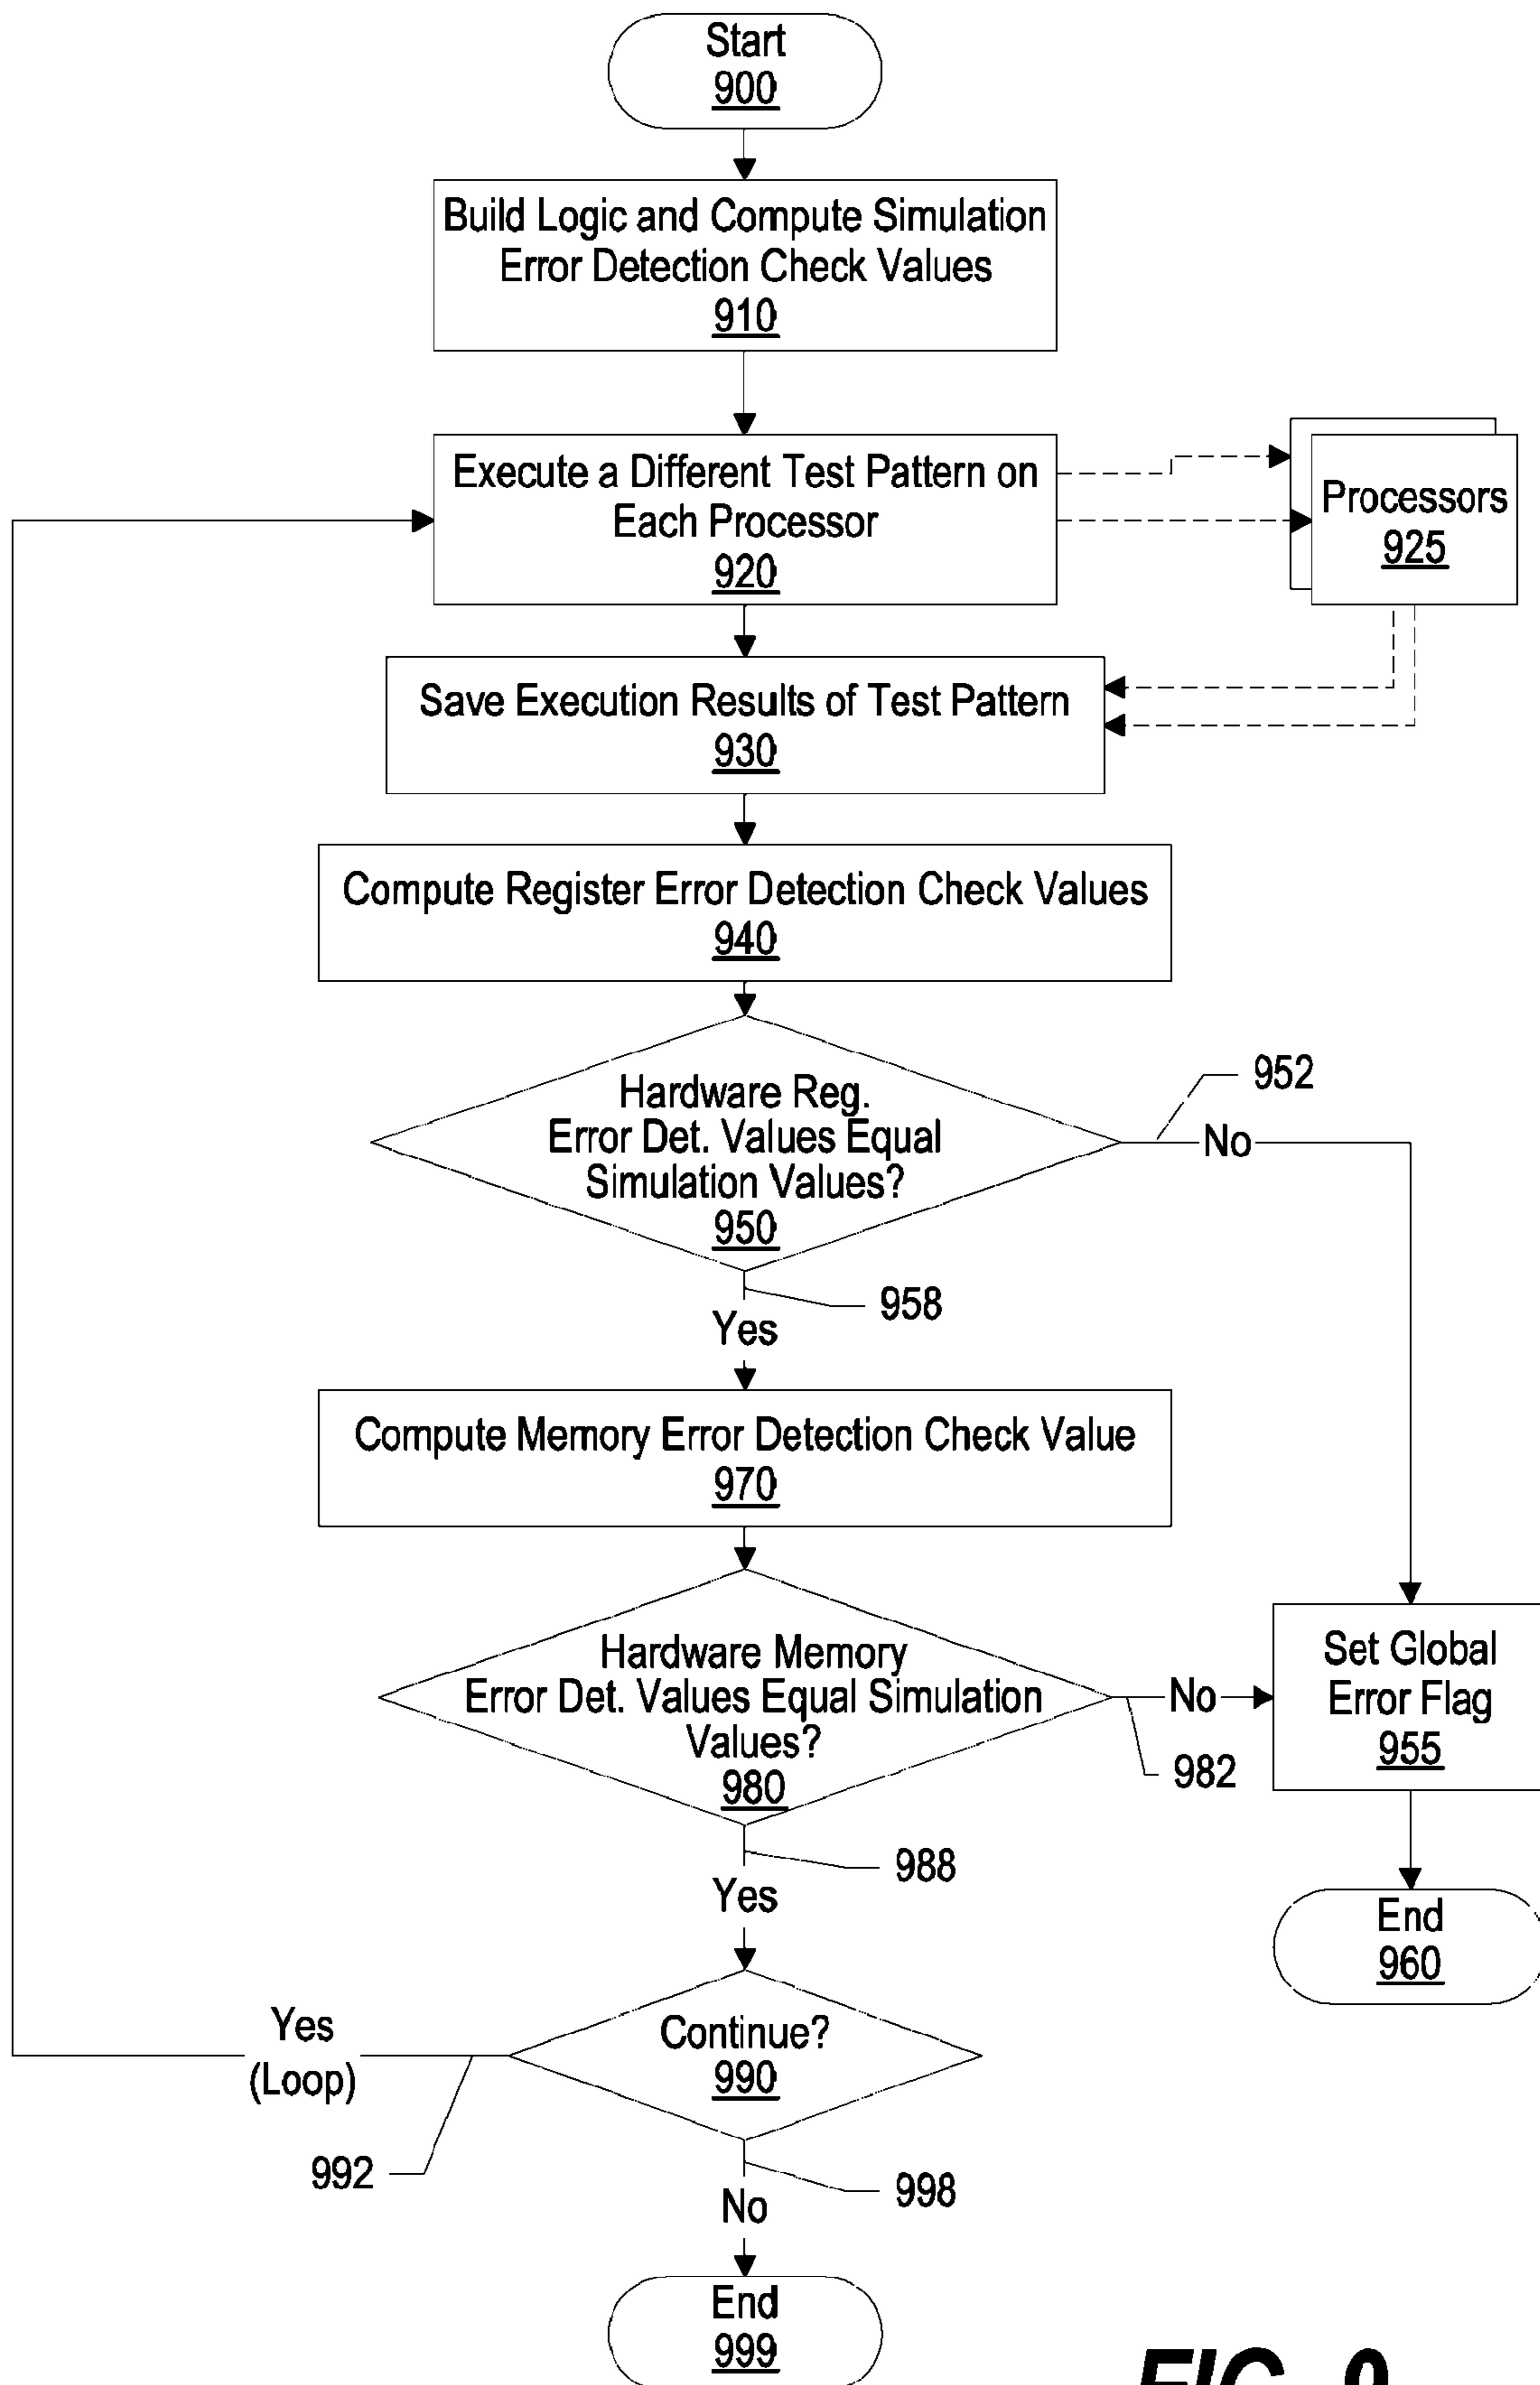 Start
900
Build Logic and Compute Simulation
Error Detection Check Values
910
Execute a Different Test Pattern on
Each Processor
920
Processors
925
Save Execution Results of Test Pattern
930
Compute Register Error Detection Check Values
940
Hardware Reg.
Error Det. Values Equal
Simulation Values?
950
952
No
958
Yes
Compute Memory Error Detection Check Value
970
Hardware Memory
Error Det. Values Equal Simulation
Values?
980
No
982
Set Global
Error Flag
955
988
Yes
End
960
Continue?
990
Yes
(Loop)
992
998
No
End
999
FIG. 9